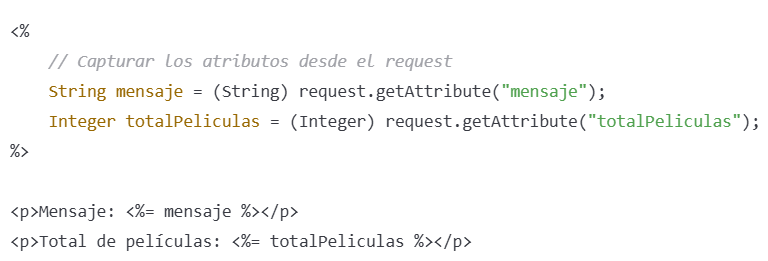 <%
// Capturar los atributos desde el request
String mensaje = (String) request.getAttribute("mensaje");
Integer totalPeliculas = (Integer) request.getAttribute("totalPeliculas");
%>
<p>Mensaje: <%= mensaje %></p>
<p>Total de películas: <%= totalPeliculas %></p>